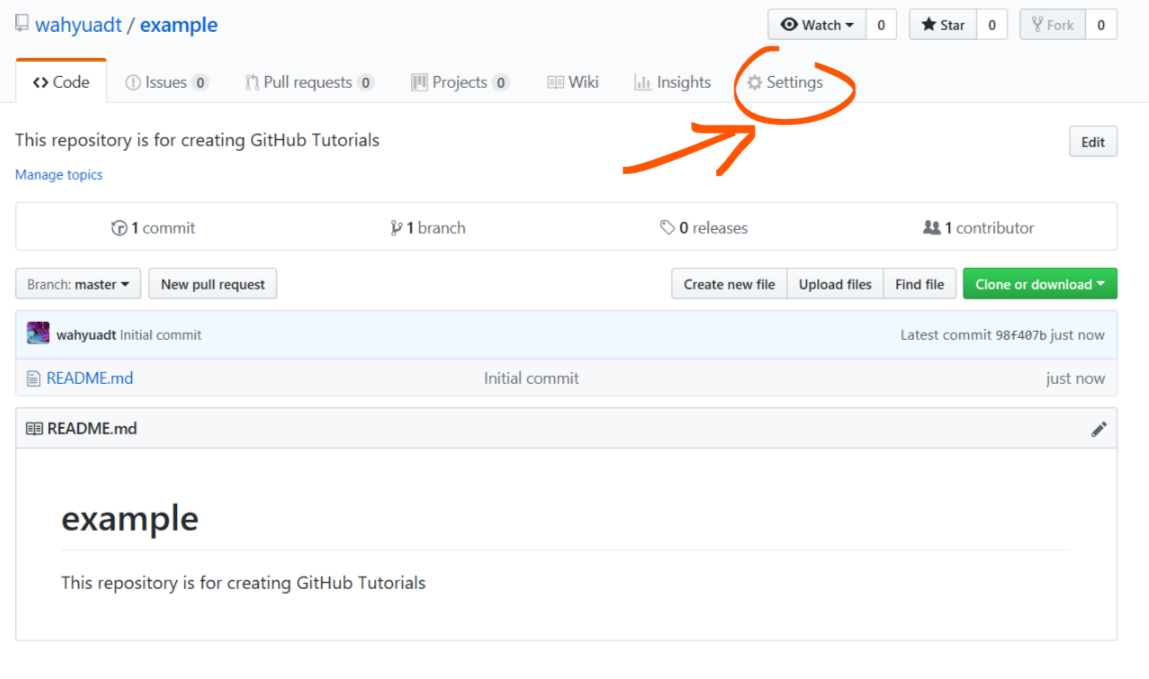 wahyuadt / example Watch 0 Star 0 Fork 0
Code Issues 0 Pull requests 0 Projects 0 Wiki Insights Settings
This repository is for creating GitHub Tutorials Edit
Manage topics
1 commit 1 branch 0 releases 1 contributor
Branch: master New pull request Create new file Upload files Find file Clone or download
wahyuadt Initial commit Latest commit 98f407b just now
README.md Initial commit just now
README.md
example
This repository is for creating GitHub Tutorials